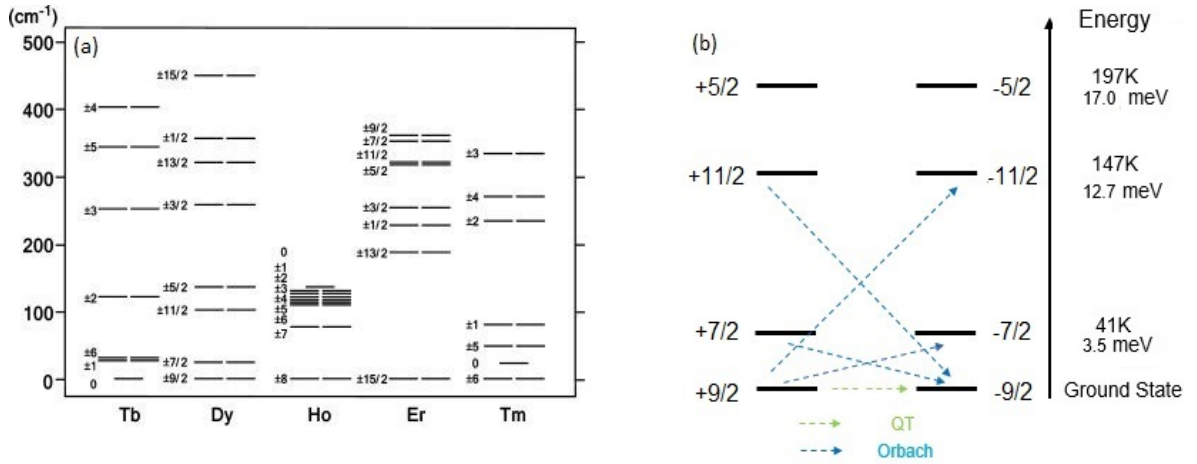 (cm⁻¹)
(a)
500
400
300
200
100
0
±4
±5
±3
±2
±6
±1
0
Tb
±15/2
±1/2
±13/2
±3/2
±5/2
±11/2
±7/2
±9/2
Dy
0
±1
±2
±3
±4
±5
±6
±7
±8
Ho
±9/2
±7/2
±11/2
±5/2
±3/2
±1/2
±13/2
±15/2
Er
±3
±4
±2
±1
±5
0
±6
Tm
(b)
Energy
+5/2 -5/2 197K
17.0 meV
+11/2 -11/2 147K
12.7 meV
+7/2 -7/2 41K
3.5 meV
+9/2 -9/2 Ground State
QT
Orbach